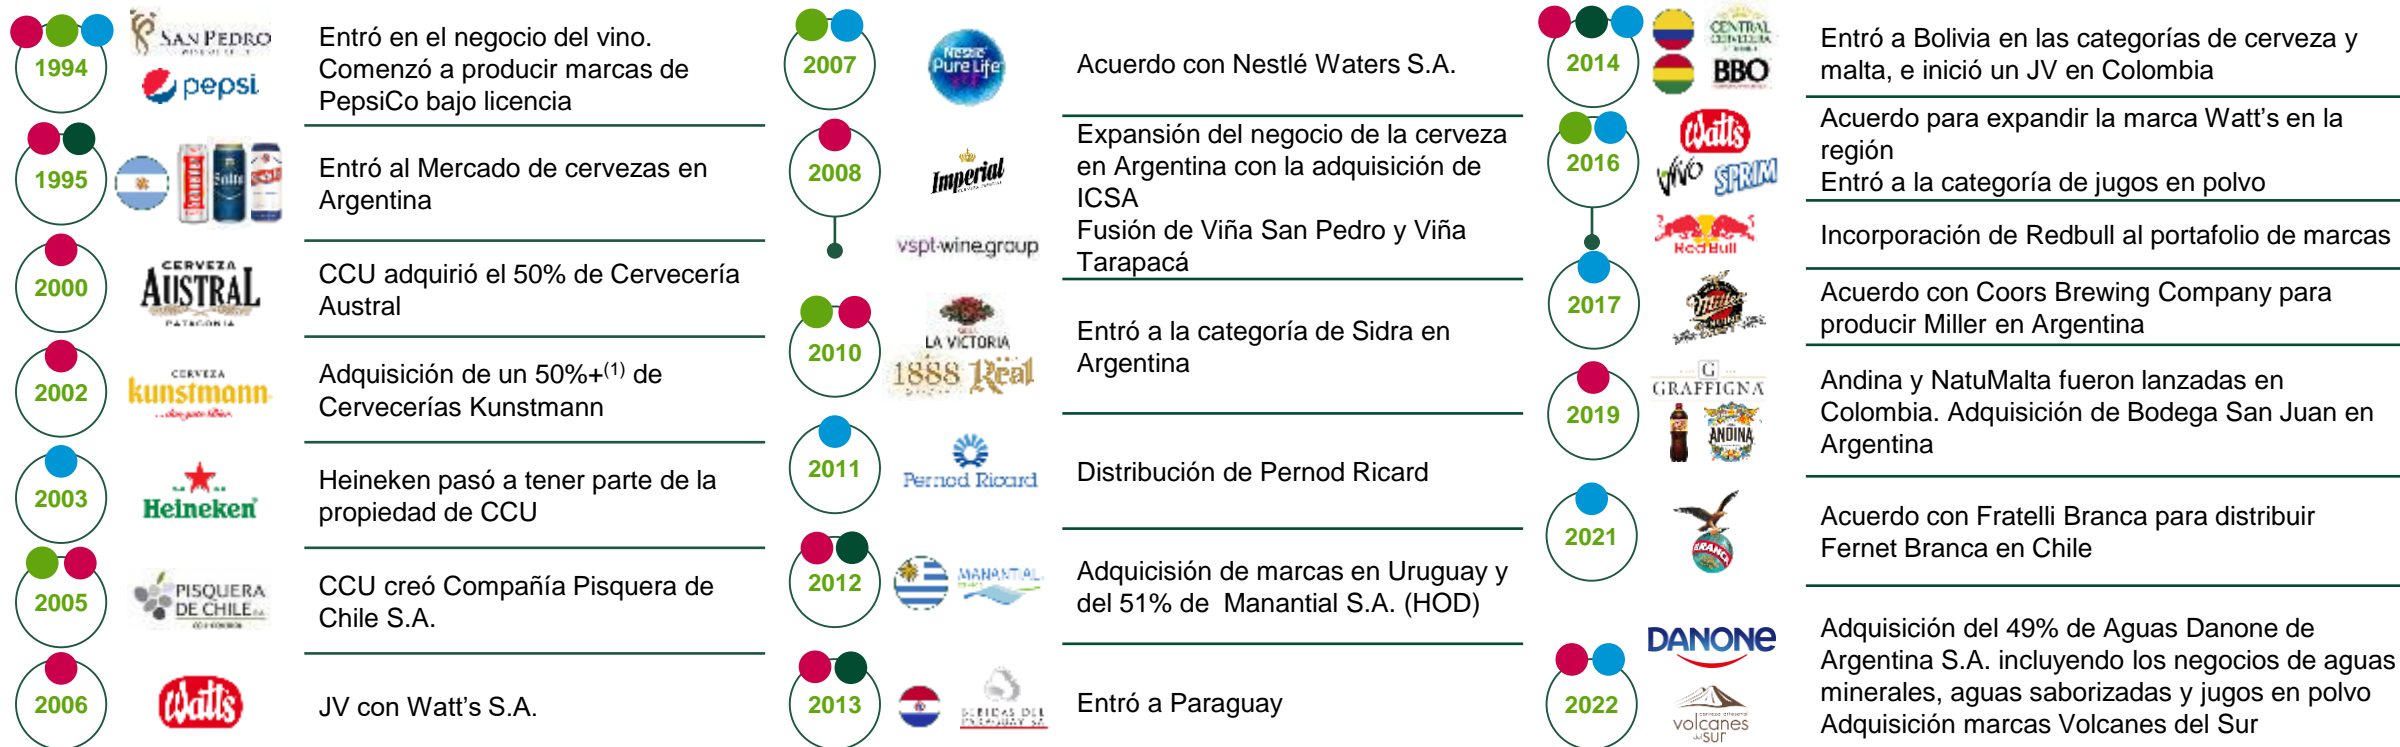 1994
SAN PEDRO
pepsi
Entró en el negocio del vino.
Comenzó a producir marcas de
PepsiCo bajo licencia
1995
Salta
Entró al Mercado de cervezas en
Argentina
2000
CERVEZA
AUSTRAL
PATAGONIA
CCU adquirió el 50% de Cervecería
Austral
2002
CERVEZA
kunstmann
Adquisición de un 50%+(1) de
Cervecerías Kunstmann
2003
Heineken
Heineken pasó a tener parte de la
propiedad de CCU
2005
PISQUERA
DE CHILE
CCU creó Compañía Pisquera de
Chile S.A.
2006
Watt's
JV con Watt’s S.A.
2007
Nestlé
Pure Life
Acuerdo con Nestlé Waters S.A.
2008
Imperial
vspt-wine.group
Expansión del negocio de la cerveza
en Argentina con la adquisición de
ICSA
Fusión de Viña San Pedro y Viña
Tarapacá
2010
LA VICTORIA
1888 Real
Entró a la categoría de Sidra en
Argentina
2011
Pernod Ricard
Distribución de Pernod Ricard
2012
MANANTIAL
Adquicisión de marcas en Uruguay y
del 51% de Manantial S.A. (HOD)
2013
BEBIDAS DEL
PARAGUAY SA
Entró a Paraguay
2014
CENTRAL
CERVECERA
BBO
Entró a Bolivia en las categorías de cerveza y
malta, e inició un JV en Colombia
2016
Watt's
VIVO SPRIM
Acuerdo para expandir la marca Watt’s en la
región
Entró a la categoría de jugos en polvo
Red Bull
Incorporación de Redbull al portafolio de marcas
2017
Miller
Acuerdo con Coors Brewing Company para
producir Miller en Argentina
2019
G
GRAFFIGNA
ANDINA
Andina y NatuMalta fueron lanzadas en
Colombia. Adquisición de Bodega San Juan en
Argentina
2021
BRANCA
Acuerdo con Fratelli Branca para distribuir
Fernet Branca en Chile
2022
DANONE
cerveza artesanal
volcanes
del sur
Adquisición del 49% de Aguas Danone de
Argentina S.A. incluyendo los negocios de aguas
minerales, aguas saborizadas y jugos en polvo
Adquisición marcas Volcanes del Sur